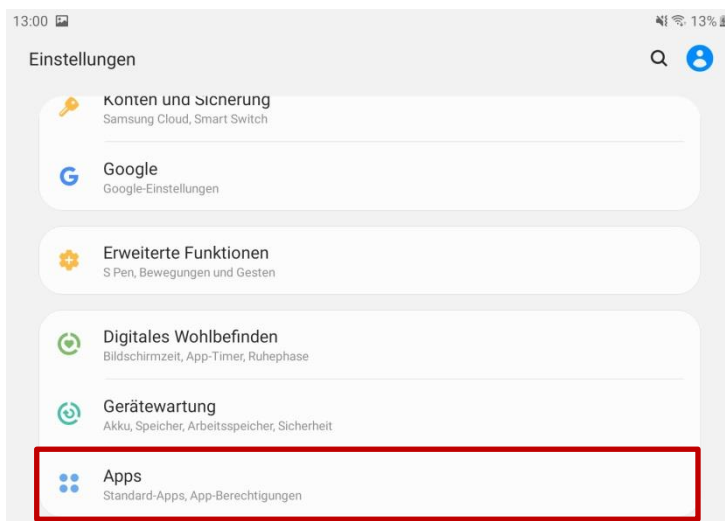 13:00 13%
Einstellungen
Konten und Sicherung
Samsung Cloud, Smart Switch
Google
Google-Einstellungen
Erweiterte Funktionen
S Pen, Bewegungen und Gesten
Digitales Wohlbefinden
Bildschirmzeit, App-Timer, Ruhephase
Gerätewartung
Akku, Speicher, Arbeitsspeicher, Sicherheit
Apps
Standard-Apps, App-Berechtigungen